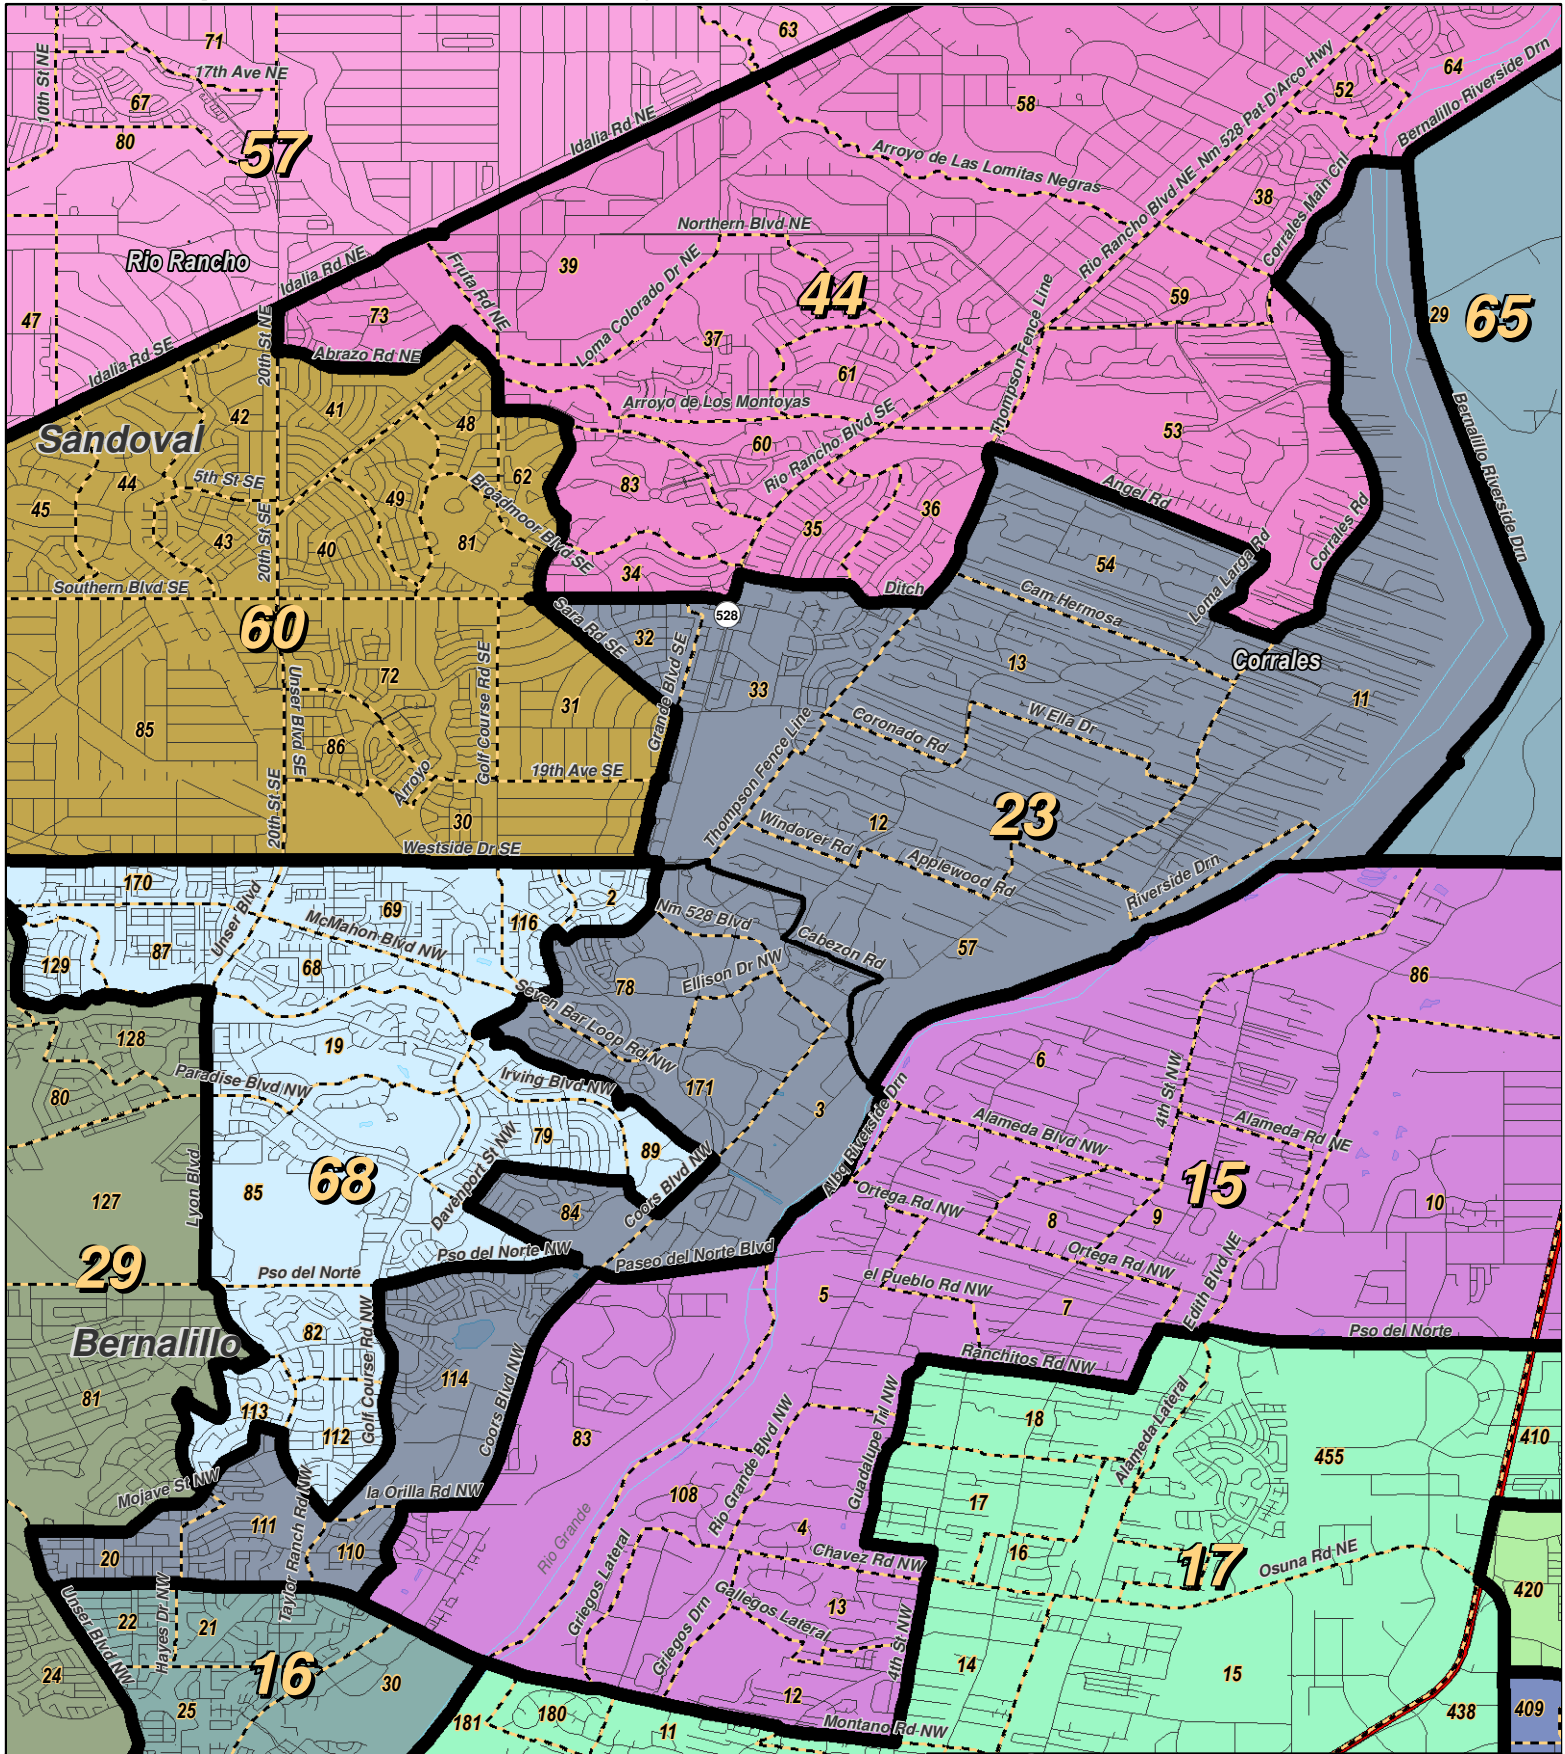 71
63
17th Ave NE
10th St NE
67
80
57
Idalia Rd NE
58
52
64
Rio Rancho Blvd NE Nm 528 Pat D'Arco Hwy
Bernalillo Riverside Drn
Arroyo de Las Lomitas Negras
38
Corrales Main Cnl
Northern Blvd NE
Rio Rancho
Idalia Rd NE
Fruta Rd NE
39
Loma Colorado Dr NE
44
59
29
65
47
73
20th St NE
Abrazo Rd NE
37
Thompson Fence Line
Idalia Rd SE
61
Arroyo de Los Montoyas
Rio Rancho Blvd SE
42
41
48
60
53
Bernalillo Riverside Drn
Sandoval
5th St SE
44
45
49
62
Broadmoor Blvd SE
83
Angel Rd
36
35
Corrales Rd
Loma Larga Rd
43
20th St SE
40
81
34
54
Southern Blvd SE
Ditch
Cam Hermosa
528
60
Sara Rd SE
32
Grande Blvd SE
Corrales
72
Unser Blvd SE
Golf Course Rd SE
31
33
13
11
85
86
Arroyo
Coronado Rd
W Ella Dr
Thompson Fence Line
19th Ave SE
20th St SE
30
Westside Dr SE
12
23
Windover Rd
Applewood Rd
Riverside Drn
170
Unser Blvd
69
116
2
Nm 528 Blvd
McMahon Blvd NW
87
129
68
Cabezon Rd
57
78
Ellison Dr NW
Seven Bar Loop Rd NW
86
128
19
Paradise Blvd NW
80
Irving Blvd NW
171
3
Albq Riverside Drn
6
4th St NW
Alameda Blvd NW
Alameda Rd NE
79
89
Davenport St NW
Coors Blvd NW
127
Lyon Blvd
85
68
84
Ortega Rd NW
8
9
15
10
29
Pso del Norte
Pso del Norte NW
Paseo del Norte Blvd
Ortega Rd NW
Edith Blvd NE
el Pueblo Rd NW
5
7
Bernalillo
82
Golf Course Rd NW
Pso del Norte
Ranchitos Rd NW
81
113
112
114
Coors Blvd NW
83
Rio Grande Blvd NW
Guadalupe Trl NW
18
Alameda Lateral
410
455
Mojave St NW
la Orilla Rd NW
108
17
111
Taylor Ranch Rd NW
110
20
Rio Grande
Griegos Lateral
4
Chavez Rd NW
16
17
Osuna Rd NE
420
Unser Blvd NW
22
Hayes Dr NW
21
Gallegos Lateral
13
Griegos Drn
4th St NW
24
16
30
25
14
15
12
181
180
11
Montano Rd NW
438
409